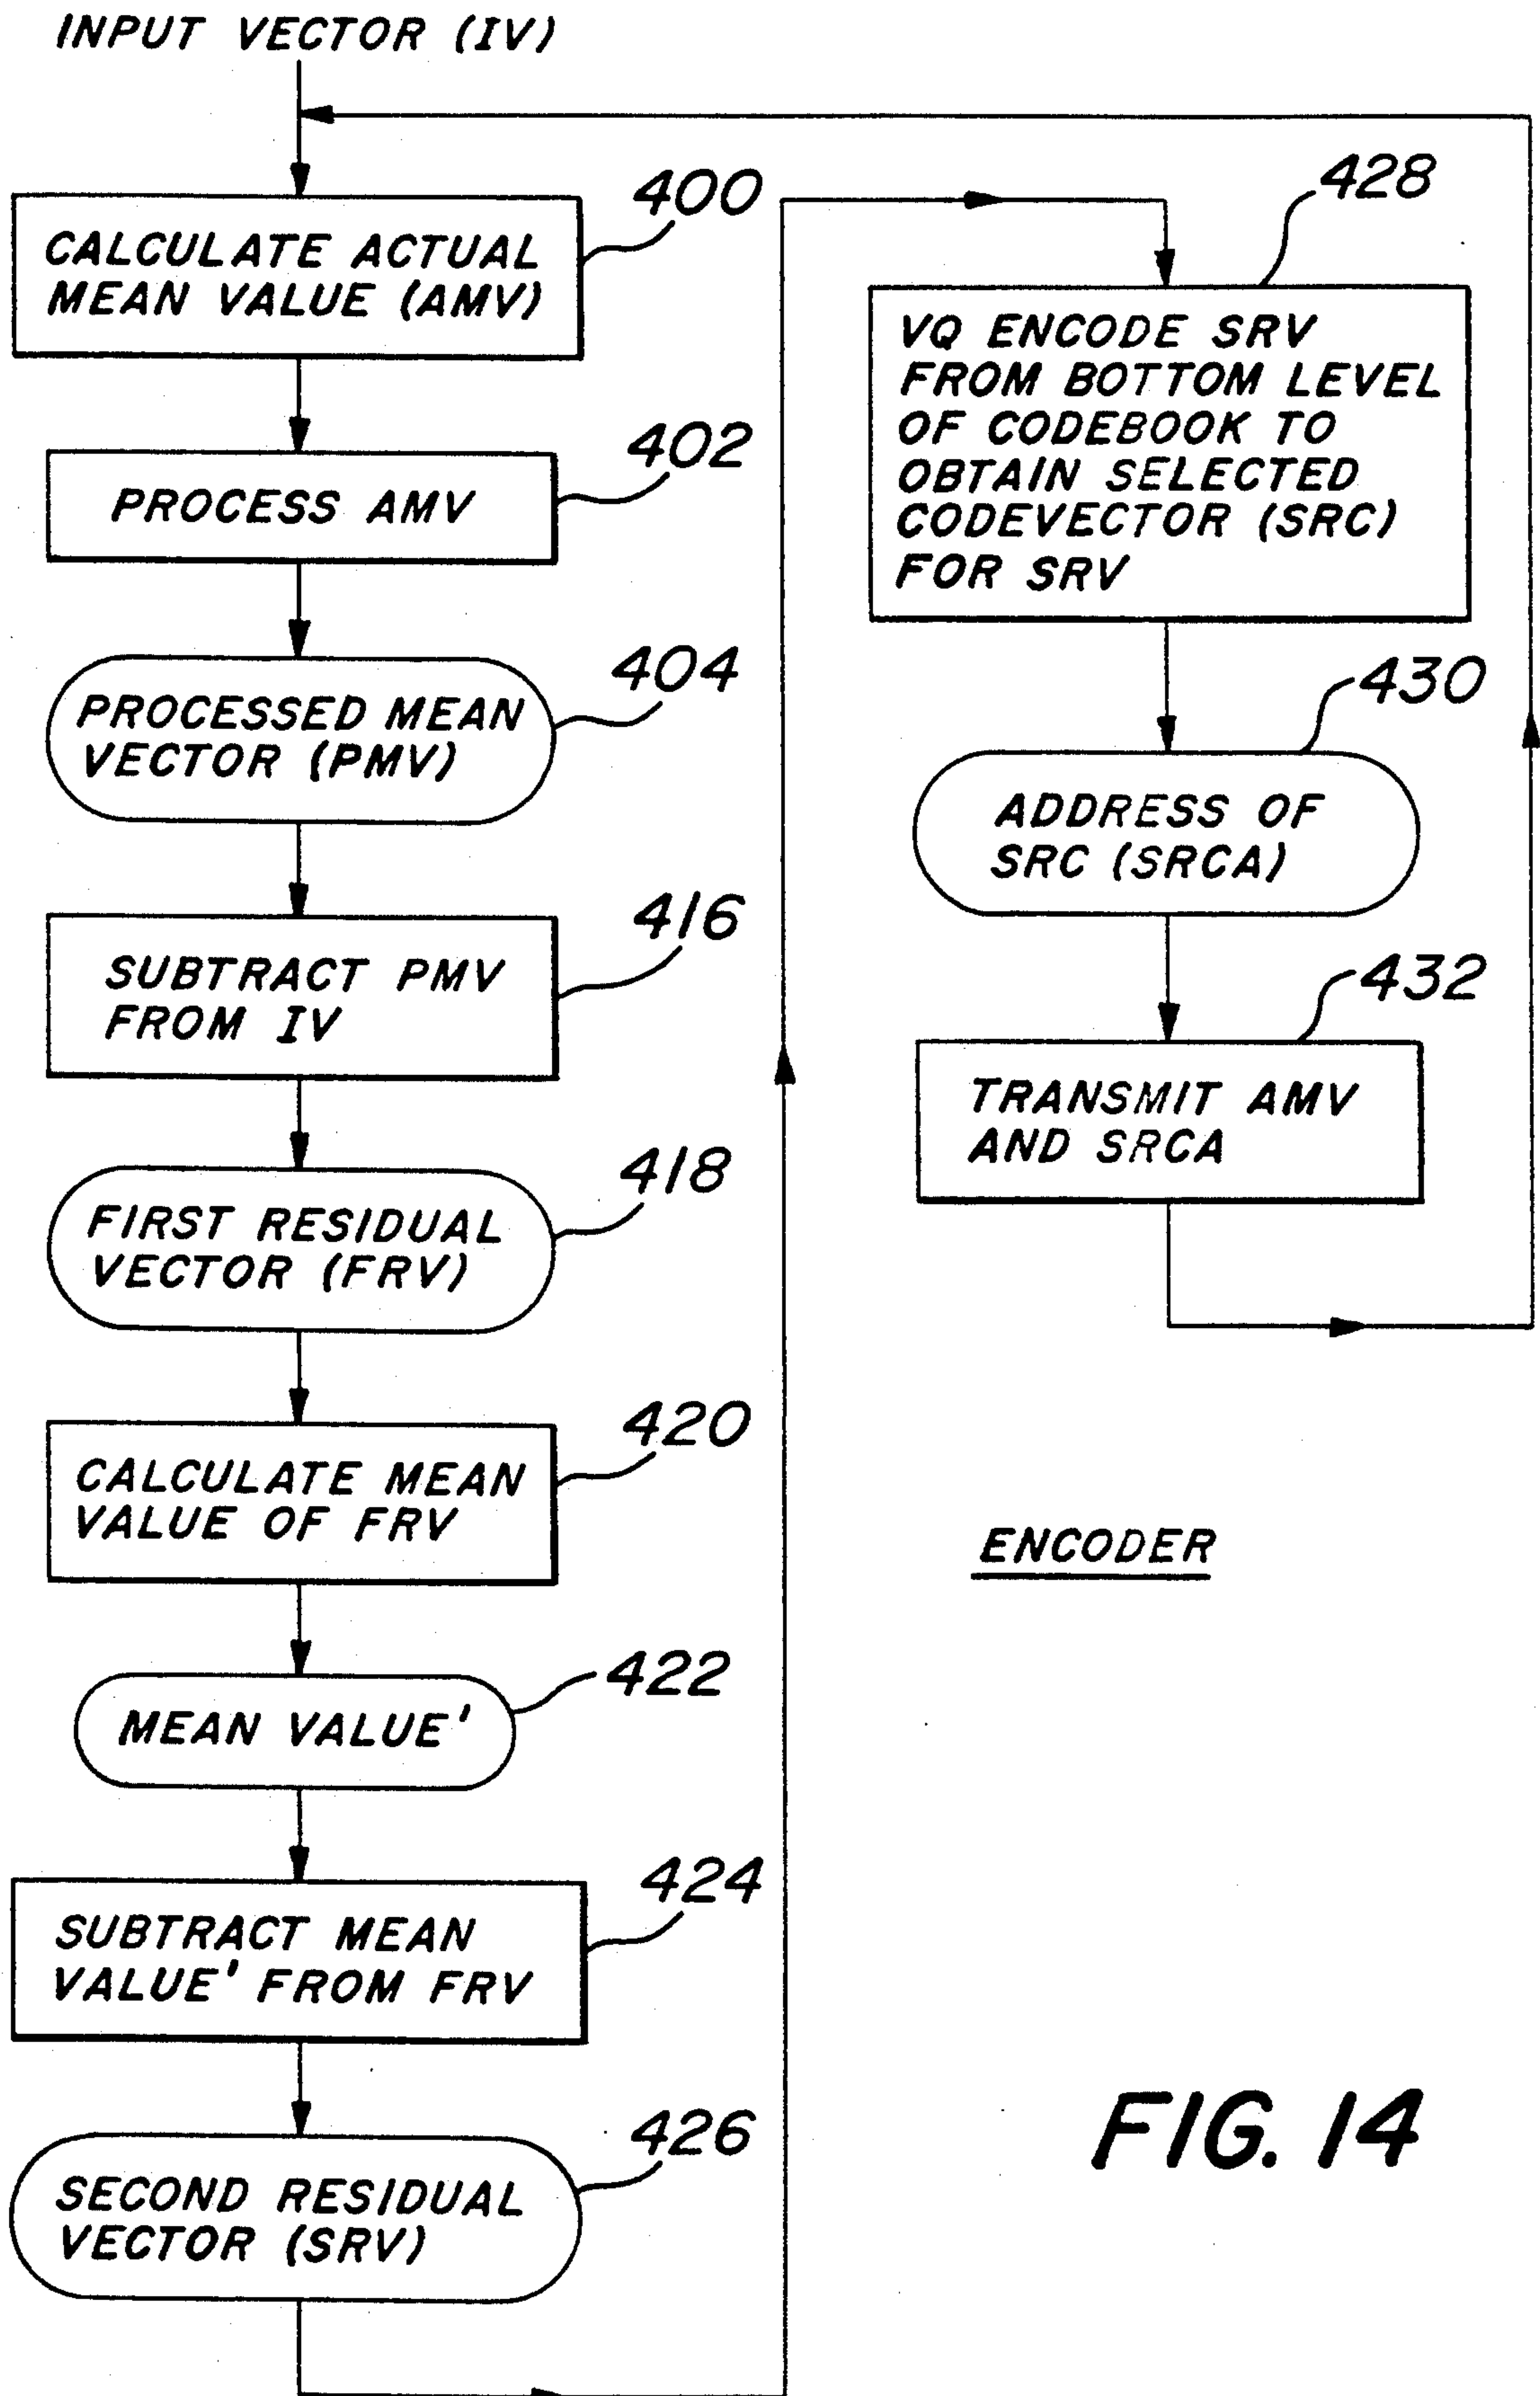 INPUT VECTOR (IV)
400
CALCULATE ACTUAL
MEAN VALUE (AMV)
402
PROCESS AMV
404
PROCESSED MEAN
VECTOR (PMV)
416
SUBTRACT PMV
FROM IV
418
FIRST RESIDUAL
VECTOR (FRV)
420
CALCULATE MEAN
VALUE OF FRV
422
MEAN VALUE'
424
SUBTRACT MEAN
VALUE' FROM FRV
426
SECOND RESIDUAL
VECTOR (SRV)
428
VQ ENCODE SRV
FROM BOTTOM LEVEL
OF CODEBOOK TO
OBTAIN SELECTED
CODEVECTOR (SRC)
FOR SRV
430
ADDRESS OF
SRC (SRCA)
432
TRANSMIT AMV
AND SRCA
ENCODER
FIG. 14